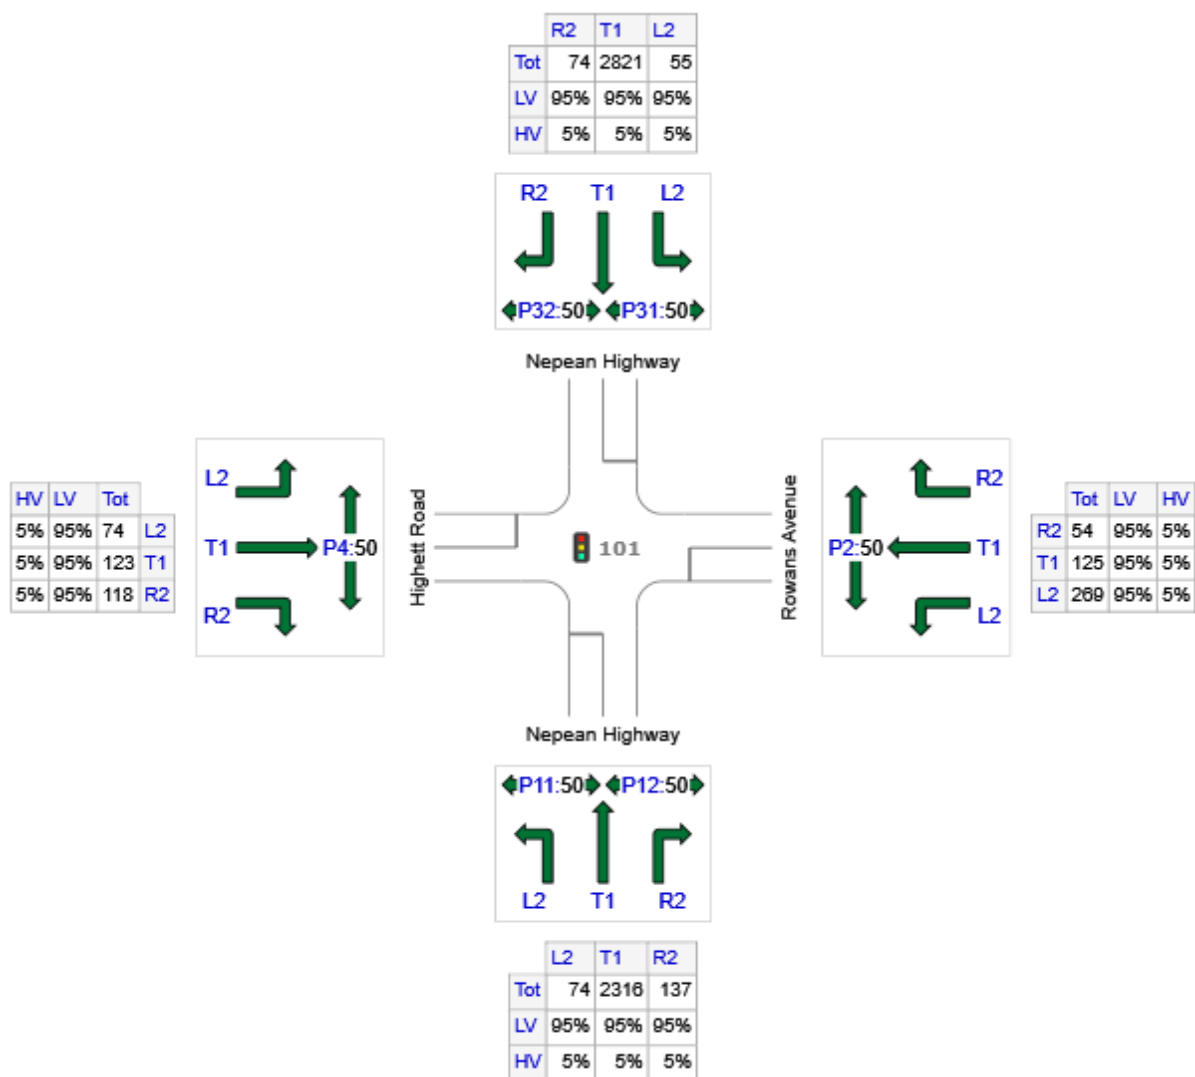 R2 T1 L2
Tot 74 2821 55
LV 95% 95% 95%
HV 5% 5% 5%
R2 T1 L2
P32:50 P31:50
Nepean Highway
HV LV Tot
5% 95% 74 L2
5% 95% 123 T1
5% 95% 118 R2
L2
T1 P4:50
R2
Highett Road
101
Rowans Avenue
R2
P2:50 T1
L2
Tot LV HV
R2 54 95% 5%
T1 125 95% 5%
L2 269 95% 5%
Nepean Highway
P11:50 P12:50
L2 T1 R2
L2 T1 R2
Tot 74 2316 137
LV 95% 95% 95%
HV 5% 5% 5%